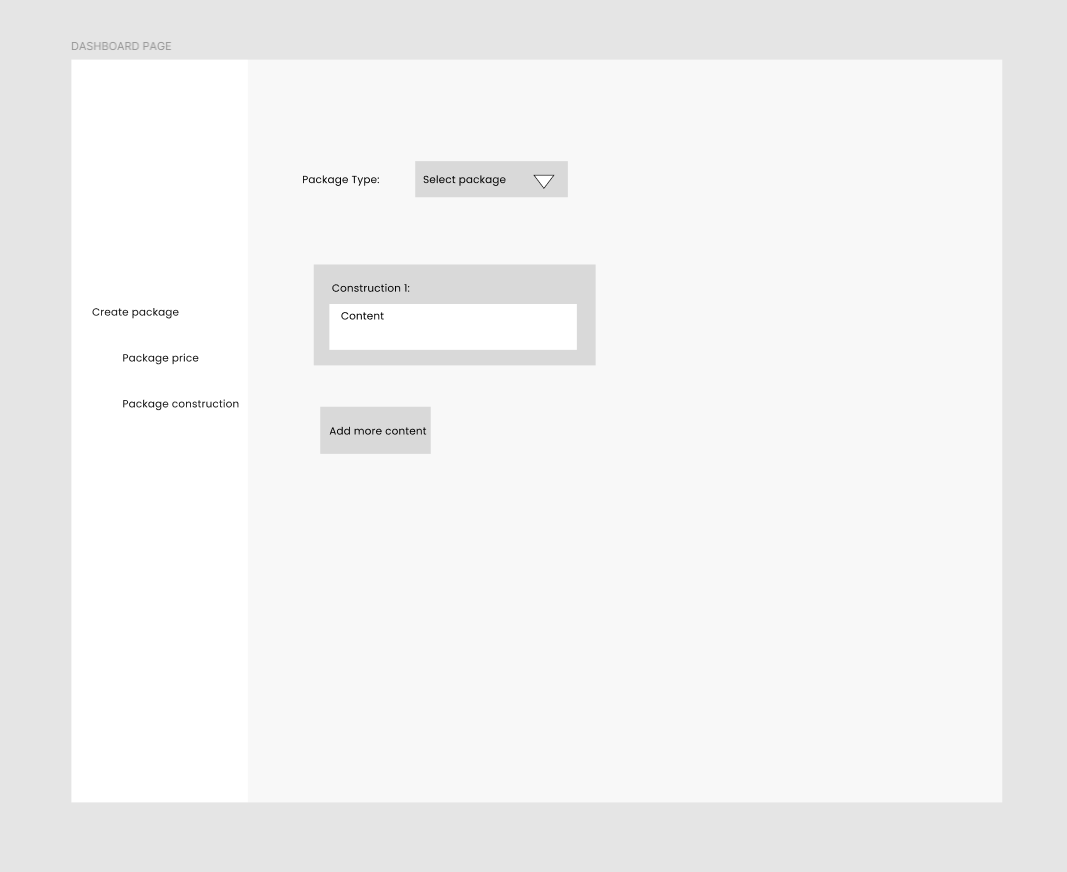 DASHBOARD PAGE
Package Type:
Select package
Construction 1:
Content
Create package
Package price
Package construction
Add more content